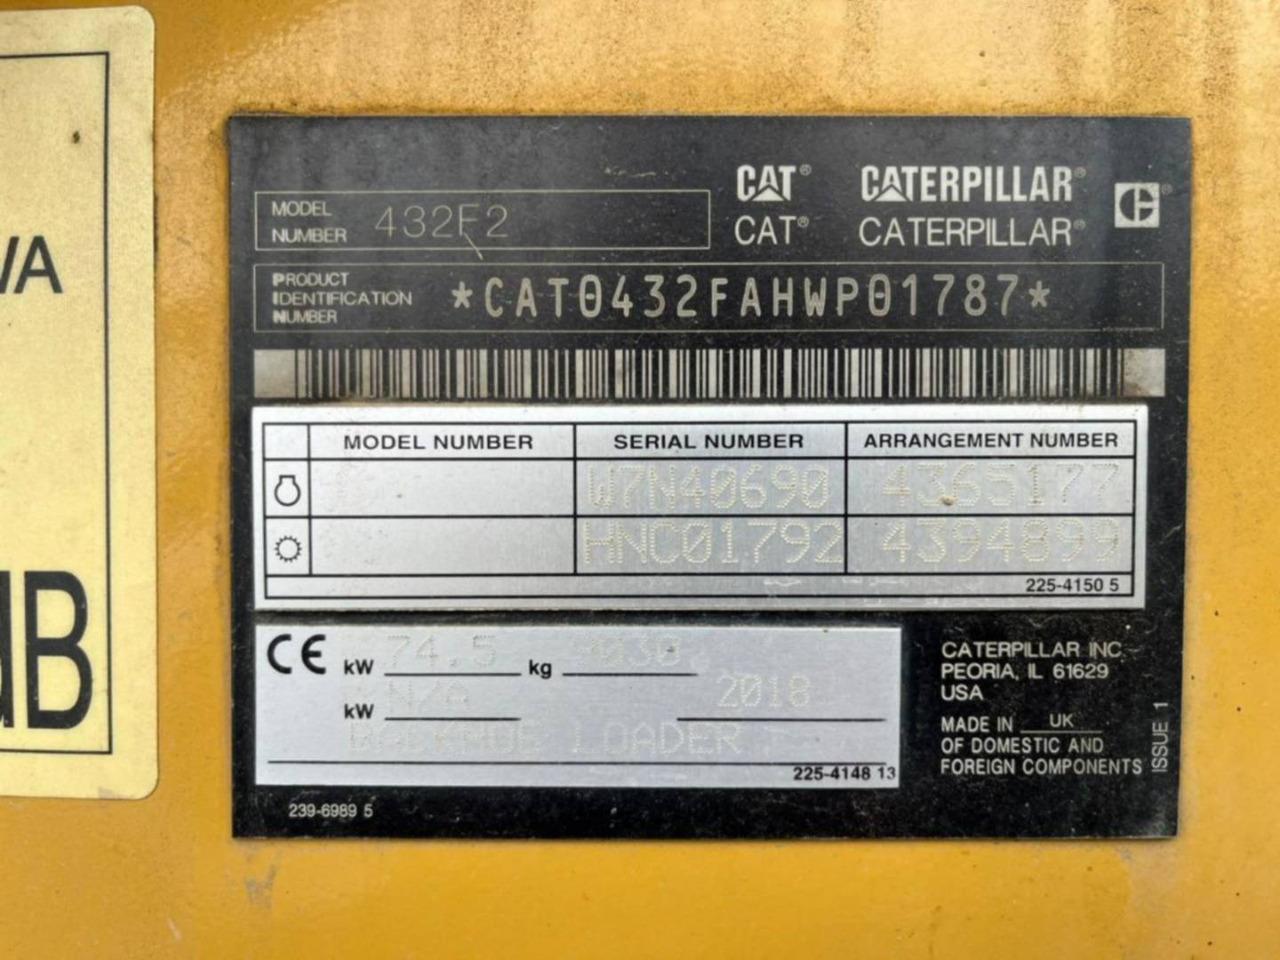 VA
dB
CAT® CATERPILLAR®
MODEL NUMBER 432F2
CAT® CATERPILLAR®
PRODUCT IDENTIFICATION NUMBER *CAT0432FAHWP01787*
MODEL NUMBER SERIAL NUMBER ARRANGEMENT NUMBER
W7N40690 4365177
HNC01792 4394899
225-4150 5
CE kW 74.5 kg 9030
kW N/A 2018
BACKHOE LOADER
225-4148 13
CATERPILLAR INC
PEORIA, IL 61629
USA
MADE IN UK
OF DOMESTIC AND
FOREIGN COMPONENTS
ISSUE 1
239-6989 5